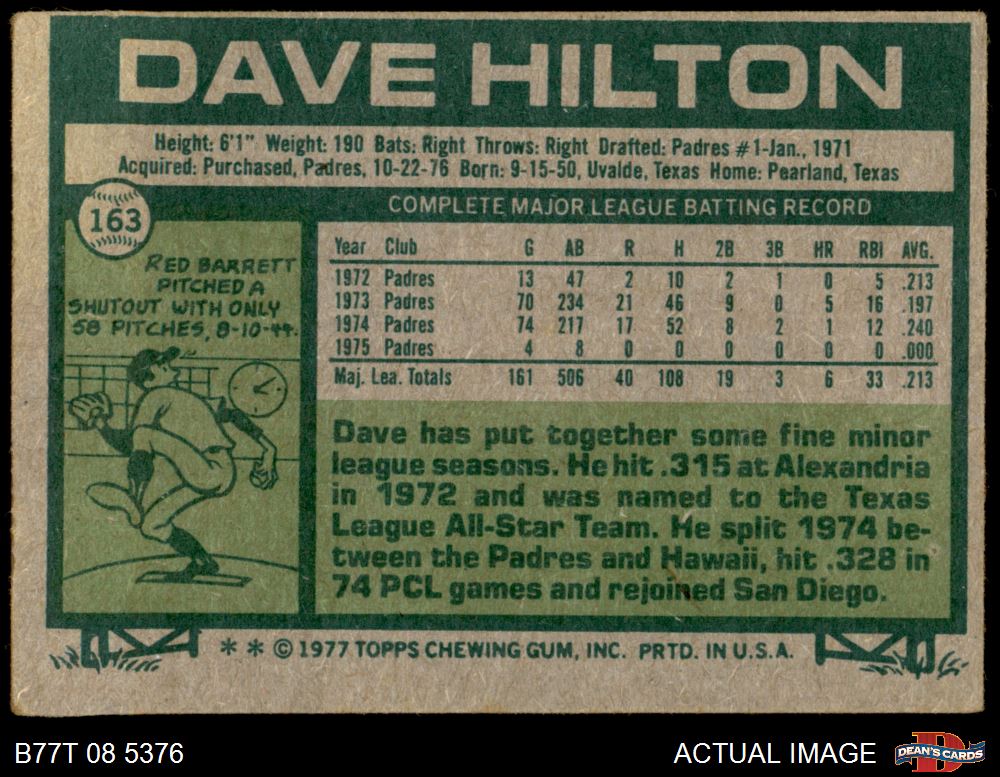 DAVE HILTON
Height: 6'1" Weight: 190 Bats: Right Throws: Right Drafted: Padres #1-Jan., 1971
Acquired: Purchased, Padres, 10-22-76 Born: 9-15-50, Uvalde, Texas Home: Pearland, Texas
163
RED BARRETT
PITCHED A
SHUTOUT WITH ONLY
58 PITCHES, 8-10-44.
COMPLETE MAJOR LEAGUE BATTING RECORD
Year Club G AB R H 2B 3B HR RBI AVG.
1972 Padres 13 47 2 10 2 1 0 5 .213
1973 Padres 70 234 21 46 9 0 5 16 .197
1974 Padres 74 217 17 52 8 2 1 12 .240
1975 Padres 4 8 0 0 0 0 0 0 .000
Maj. Lea. Totals 161 506 40 108 19 3 6 33 .213
Dave has put together some fine minor
league seasons. He hit .315 at Alexandria
in 1972 and was named to the Texas
League All-Star Team. He split 1974 be-
tween the Padres and Hawaii, hit .328 in
74 PCL games and rejoined San Diego.
* * © 1977 TOPPS CHEWING GUM, INC. PRTD. IN U.S.A.
B77T 08 5376
ACTUAL IMAGE
D
DEAN'S CARDS